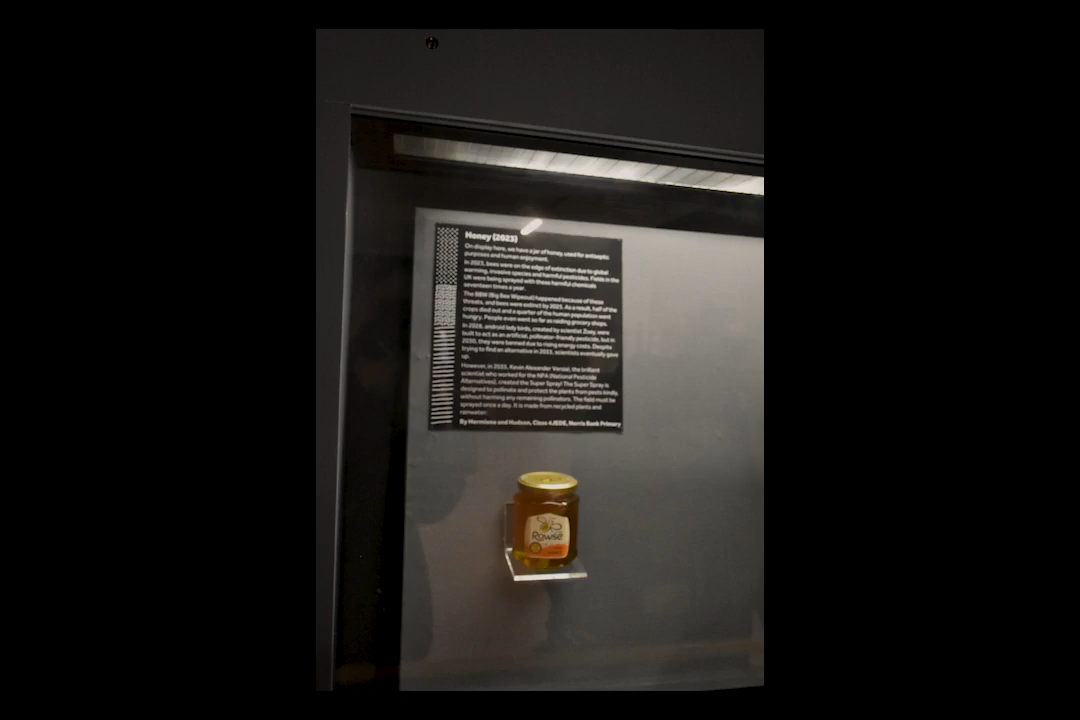 Honey (2023)
On display here, we have a jar of honey, used for antiseptic
purposes and human enjoyment.
In 2023, bees were on the edge of extinction due to global
warming, invasive species and harmful pesticides. Fields in the
UK were being sprayed with these harmful chemicals
seventeen times a year.
The BBW (Big Bee Wipeout) happened because of these
threats, and bees were extinct by 2025. As a result, half of the
crops died out and a quarter of the human population went
hungry. People even went so far as raiding grocery shops.
In 2028, android lady birds, created by scientist Zoey, were
built to act as an artificial, pollinator-friendly pesticide, but in
2030, they were banned due to rising energy costs. Despite
trying to find an alternative in 2033, scientists eventually gave
up.
However, in 2035, Kevin Alexander Versial, the brilliant
scientist who worked for the NPA (National Pesticide
Alternatives), created the Super Spray! The Super Spray is
designed to pollinate and protect the plants from pests kindly,
without harming any remaining pollinators. The field must be
sprayed once a day. It is made from recycled plants and
rainwater.
By Hermione and Hudson, Class 4JEDE, Harris Bank Primary
Rowse